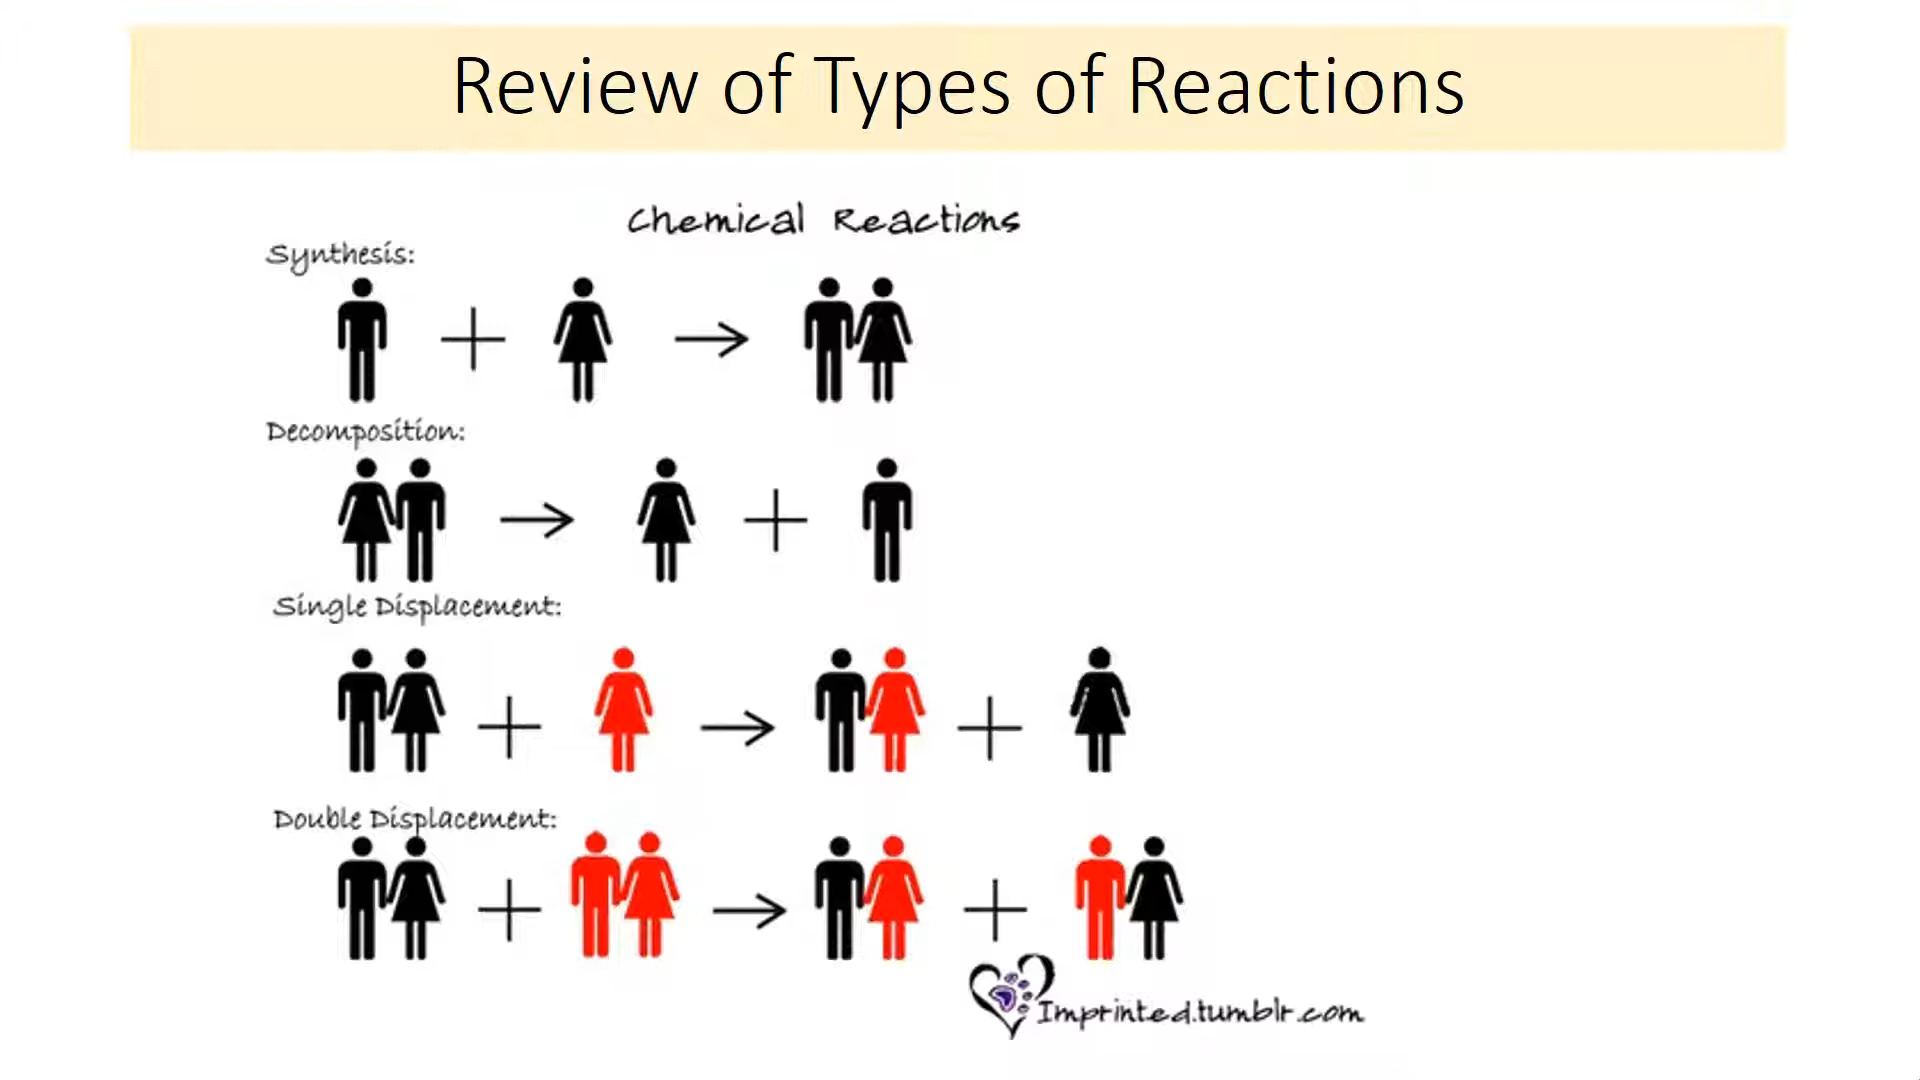 Review of Types of Reactions
Chemical Reactions
Synthesis:
Decomposition:
Single Displacement:
Double Displacement:
Imprinted.tumblr.com